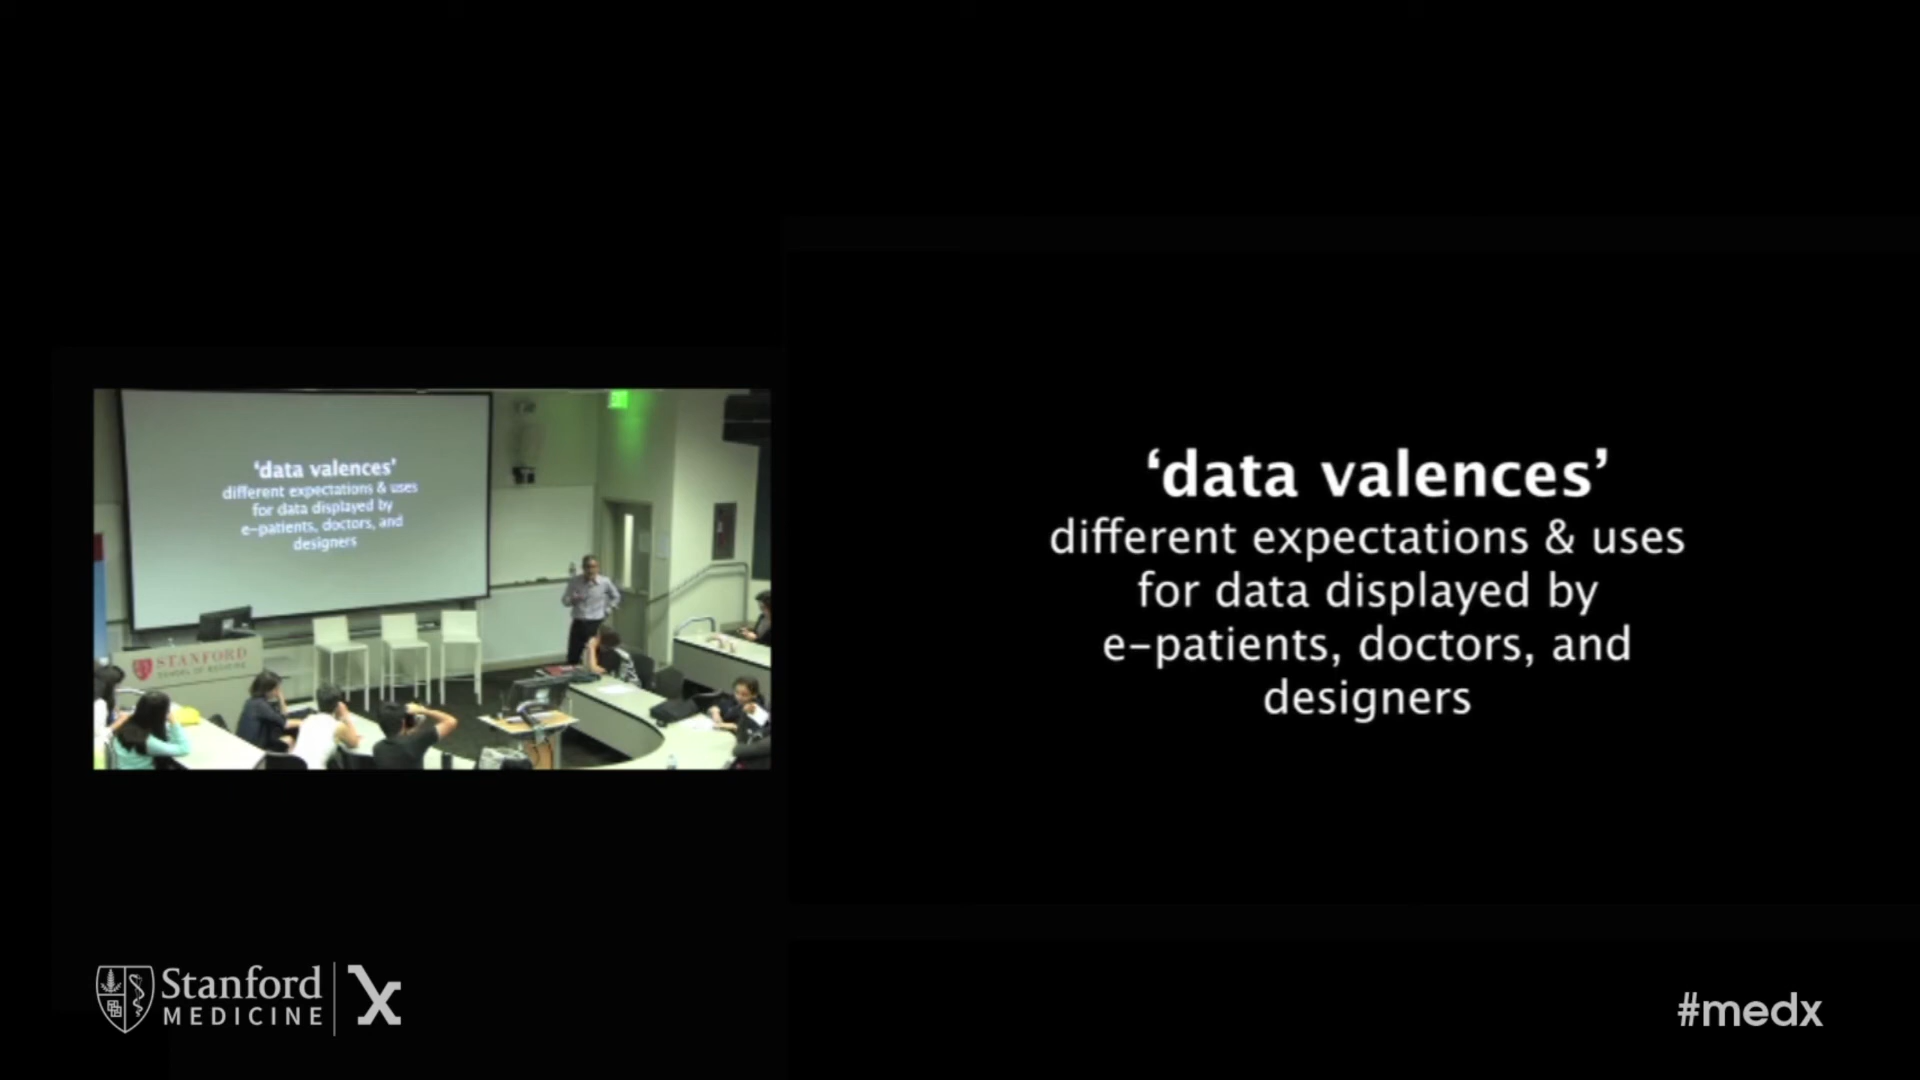 ‘data valences’
different expectations & uses
for data displayed by
e-patients, doctors, and
designers
STANFORD
‘data valences’
different expectations & uses
for data displayed by
e–patients, doctors, and
designers
Stanford
MEDICINE
X
#medx